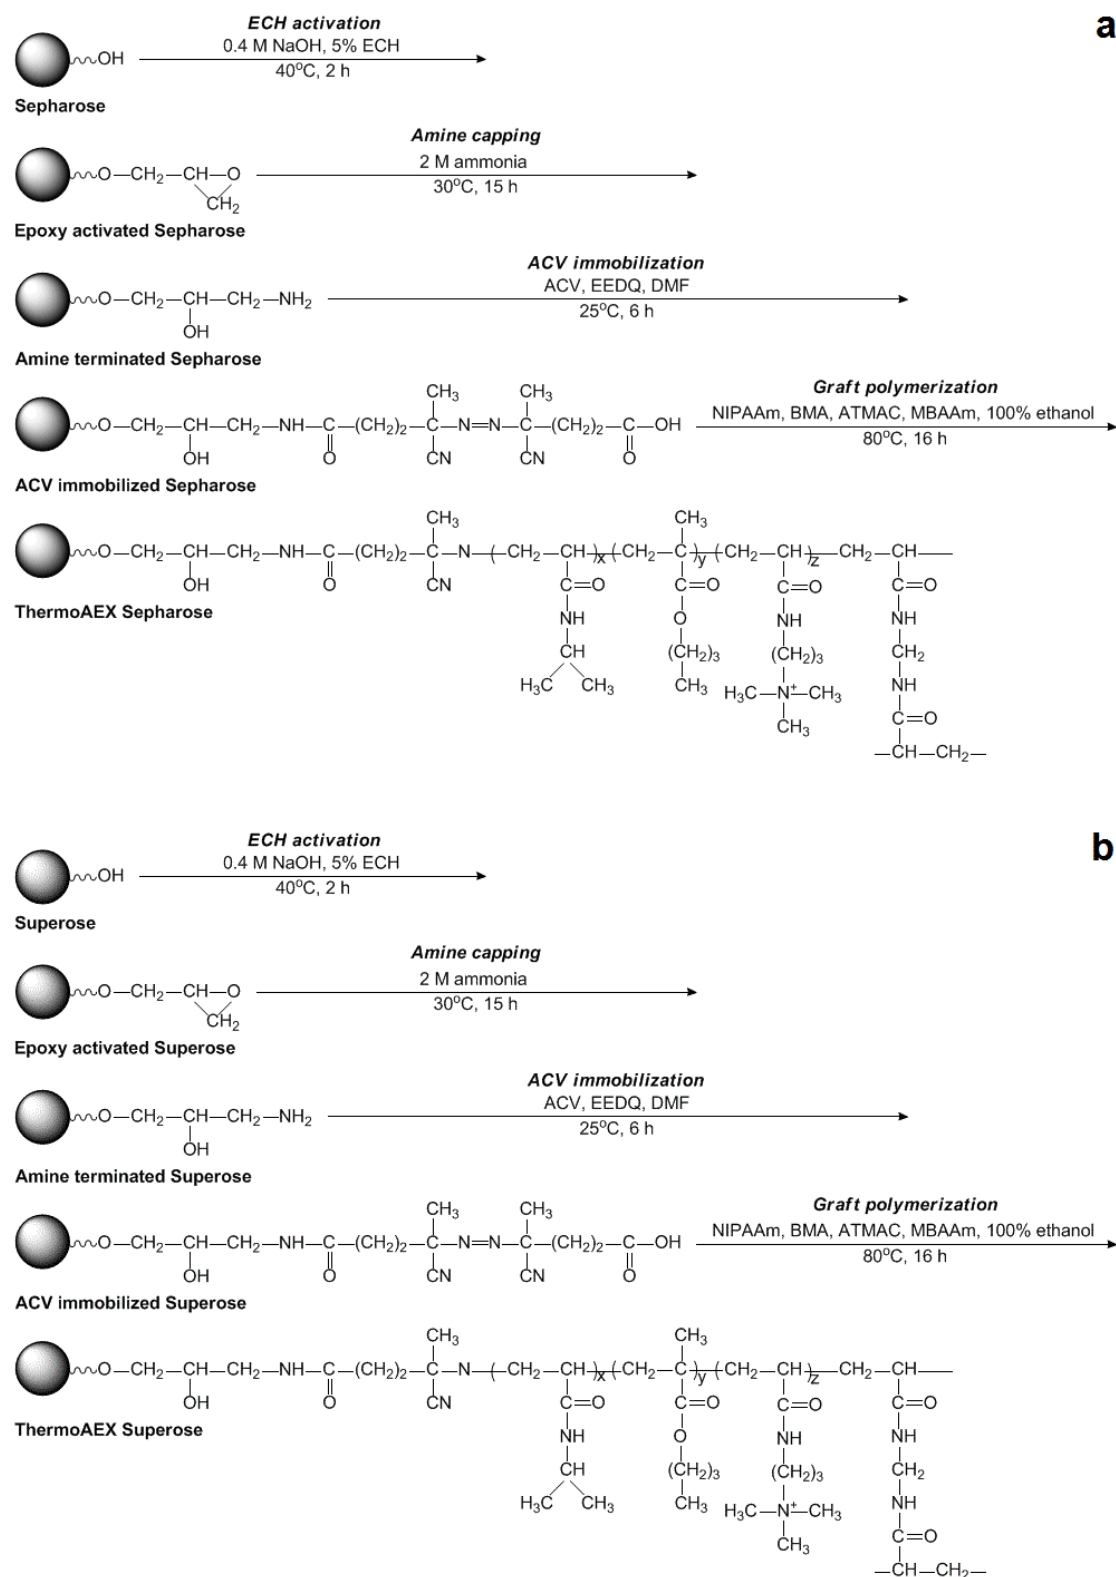 a
ECH activation
0.4 M NaOH, 5% ECH
OH
40°C, 2 h
Sepharose
Amine capping
2 M ammonia
O—CH2—CH—O
30°C, 15 h
CH2
Epoxy activated Sepharose
ACV immobilization
ACV, EEDQ, DMF
O—CH2—CH—CH2—NH2
25°C, 6 h
OH
Amine terminated Sepharose
CH3 CH3
Graft polymerization
NIPAAm, BMA, ATMAC, MBAAm, 100% ethanol
O—CH2—CH—CH2—NH—C—(CH2)2—C—N=N—C—(CH2)2—C—OH
80°C, 16 h
OH O CN CN O
ACV immobilized Sepharose
CH3 CH3
O—CH2—CH—CH2—NH—C—(CH2)2—C—N—(CH2—CH)x(CH2—C)y(CH2—CH)z CH2—CH—
OH O CN C=O C=O C=O C=O
ThermoAEX Sepharose
NH O NH NH
CH (CH2)3 (CH2)3 CH2
H3C CH3 CH3 H3C—N+—CH3 NH
CH3 C=O
—CH—CH2—
b
ECH activation
0.4 M NaOH, 5% ECH
OH
40°C, 2 h
Superose
Amine capping
2 M ammonia
O—CH2—CH—O
30°C, 15 h
CH2
Epoxy activated Superose
ACV immobilization
ACV, EEDQ, DMF
O—CH2—CH—CH2—NH2
25°C, 6 h
OH
Amine terminated Superose
CH3 CH3
Graft polymerization
NIPAAm, BMA, ATMAC, MBAAm, 100% ethanol
O—CH2—CH—CH2—NH—C—(CH2)2—C—N=N—C—(CH2)2—C—OH
80°C, 16 h
OH O CN CN O
ACV immobilized Superose
CH3 CH3
O—CH2—CH—CH2—NH—C—(CH2)2—C—N—(CH2—CH)x(CH2—C)y(CH2—CH)z CH2—CH—
OH O CN C=O C=O C=O C=O
ThermoAEX Superose
NH O NH NH
CH (CH2)3 (CH2)3 CH2
H3C CH3 CH3 H3C—N+—CH3 NH
CH3 C=O
—CH—CH2—